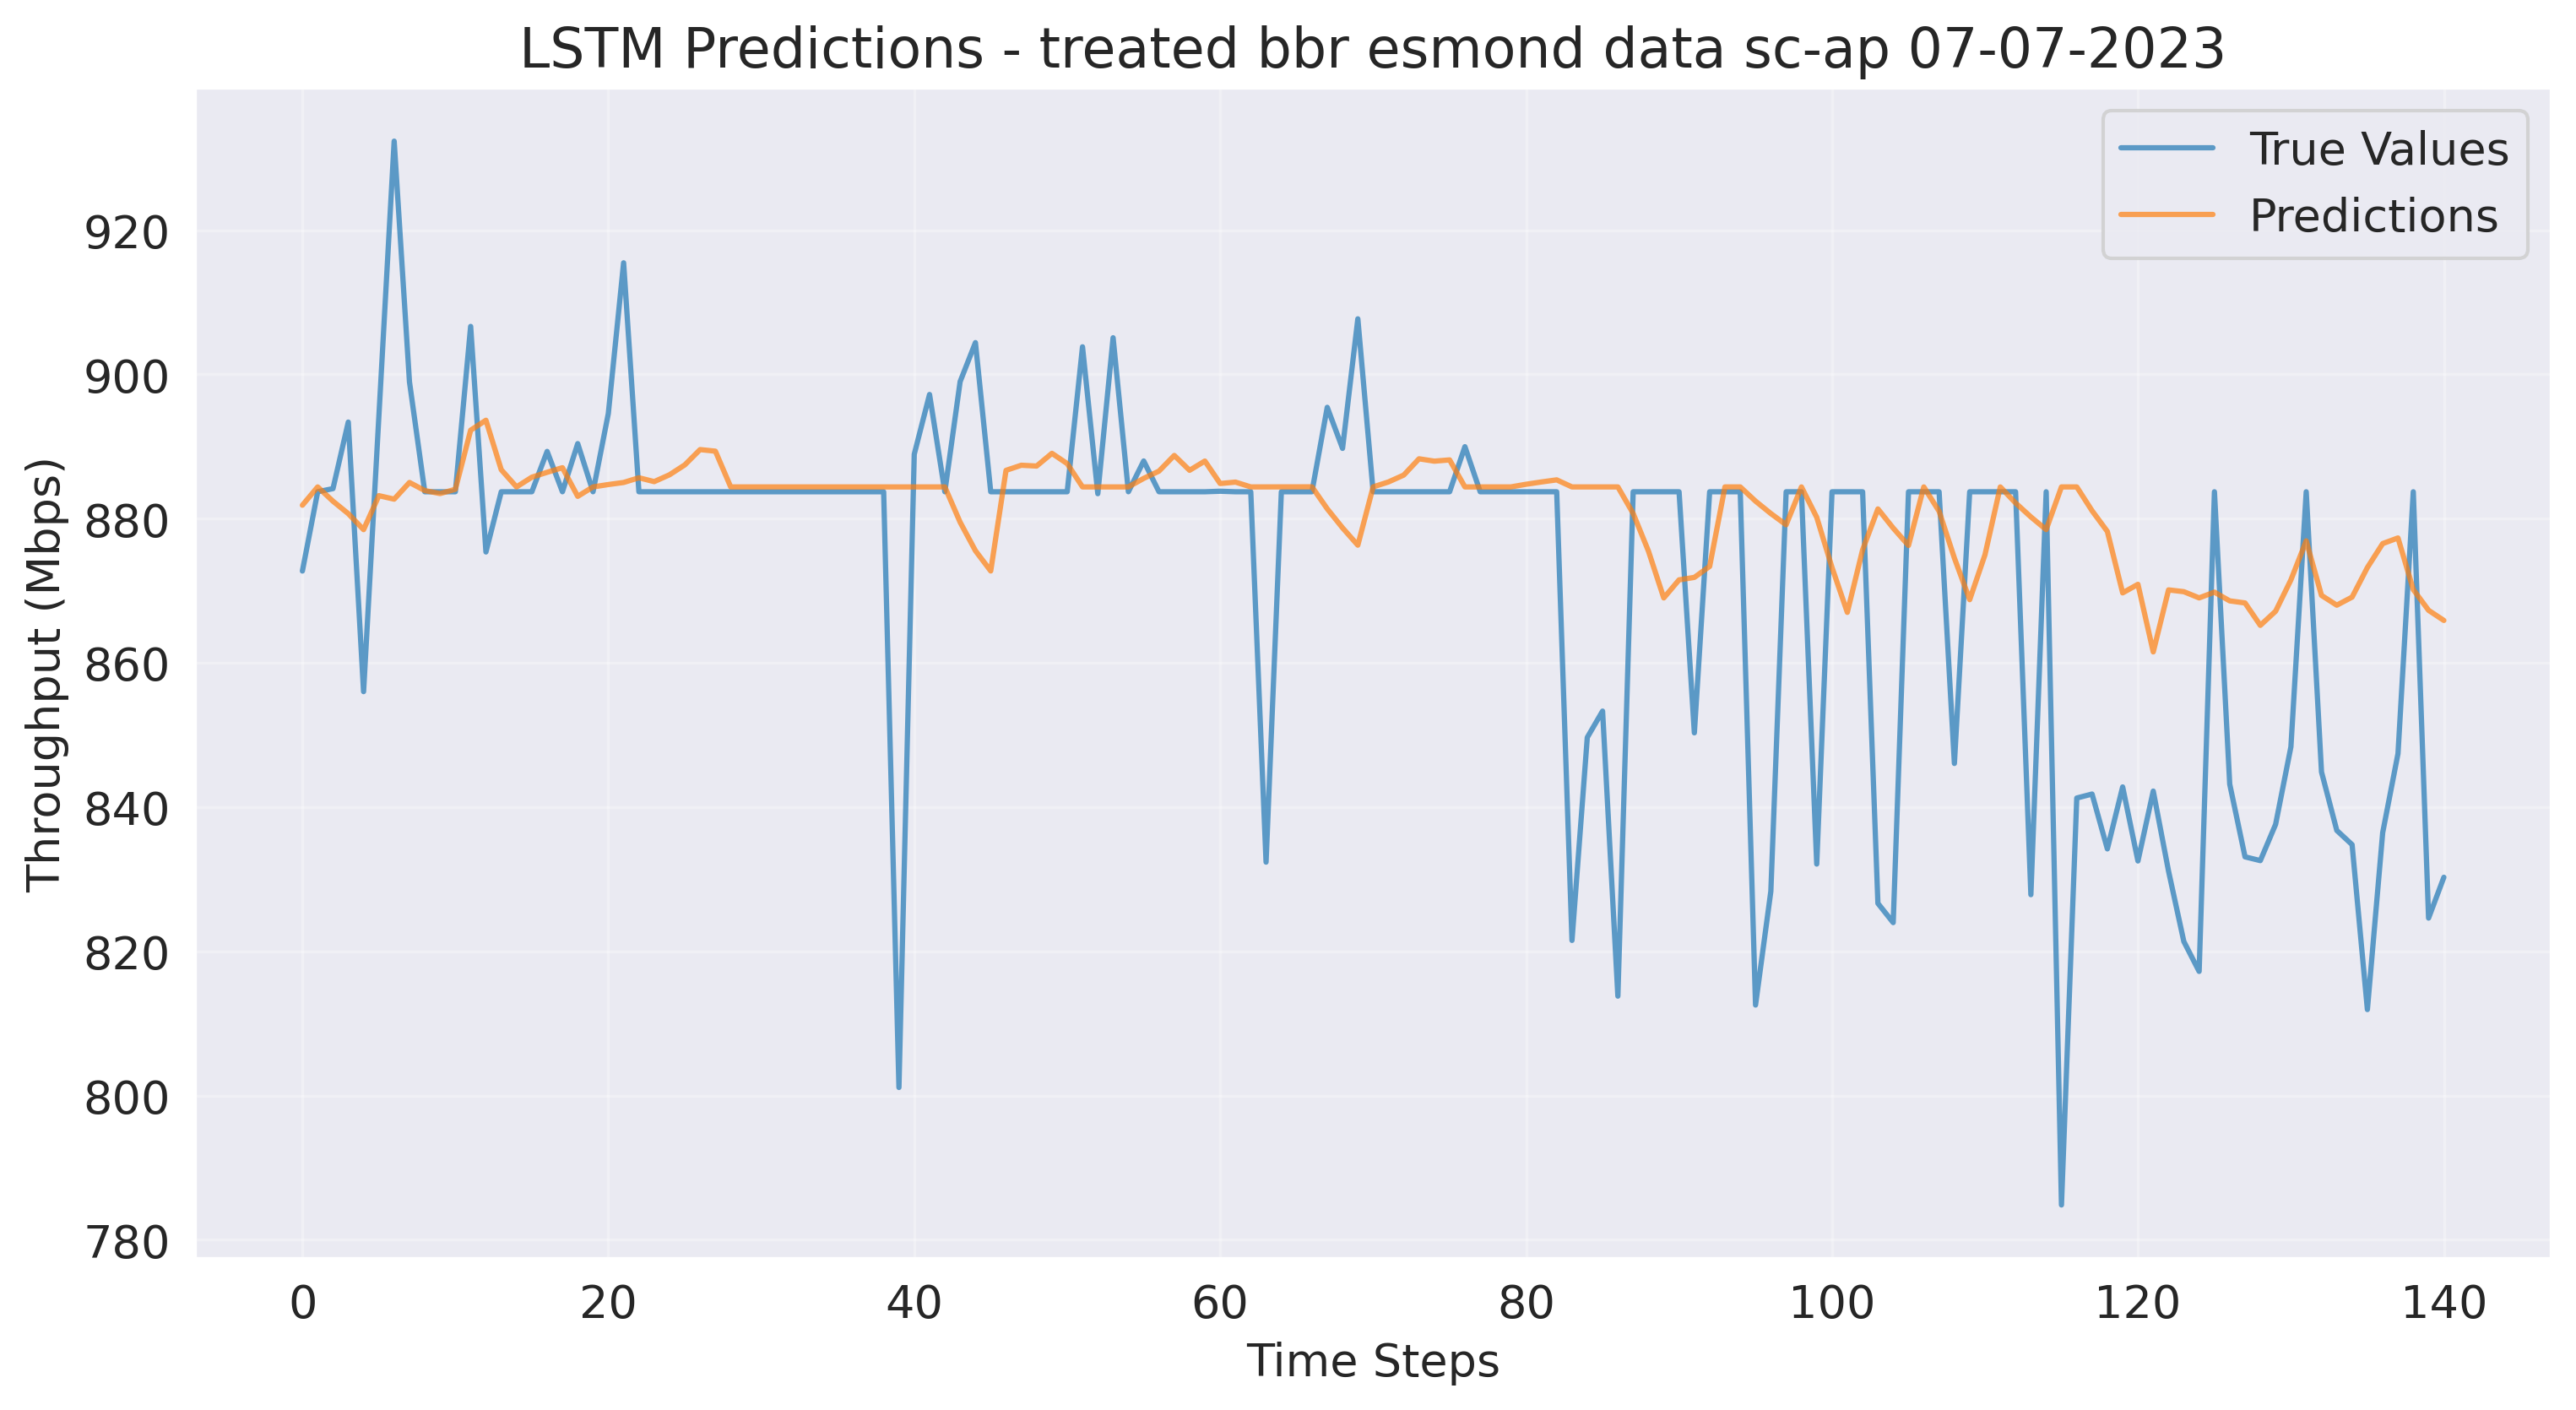 LSTM Predictions - treated bbr esmond data sc-ap 07-07-2023
True Values
Predictions
Throughput (Mbps)
920
900
880
860
840
820
800
780
0 20 40 60 80 100 120 140
Time Steps